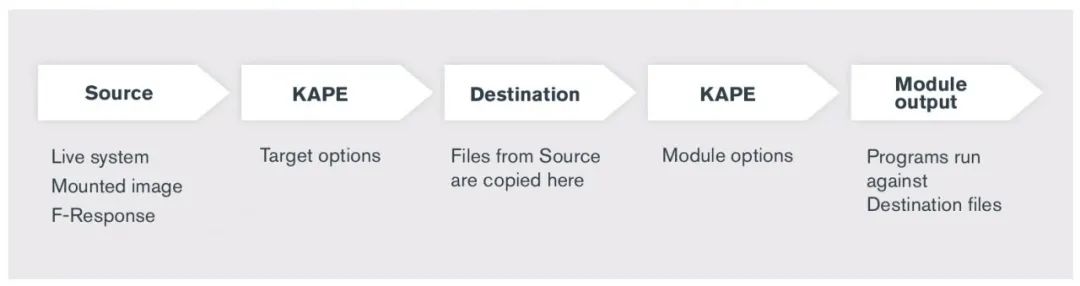 Source
KAPE
Destination
KAPE
Module
output
Live system
Mounted image
F-Response
Target options
Files from Source
are copied here
Module options
Programs run
against
Destination files